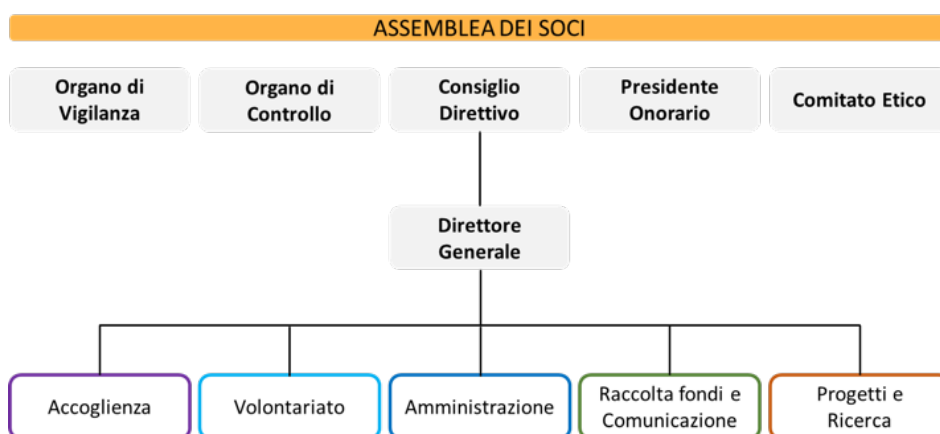 ASSEMBLEA DEI SOCI
Organo di
Vigilanza
Organo di
Controllo
Consiglio
Direttivo
Presidente
Onorario
Comitato Etico
Direttore
Generale
Accoglienza
Volontariato
Amministrazione
Raccolta fondi e
Comunicazione
Progetti e
Ricerca